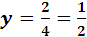 y = 2/4 = 1/2